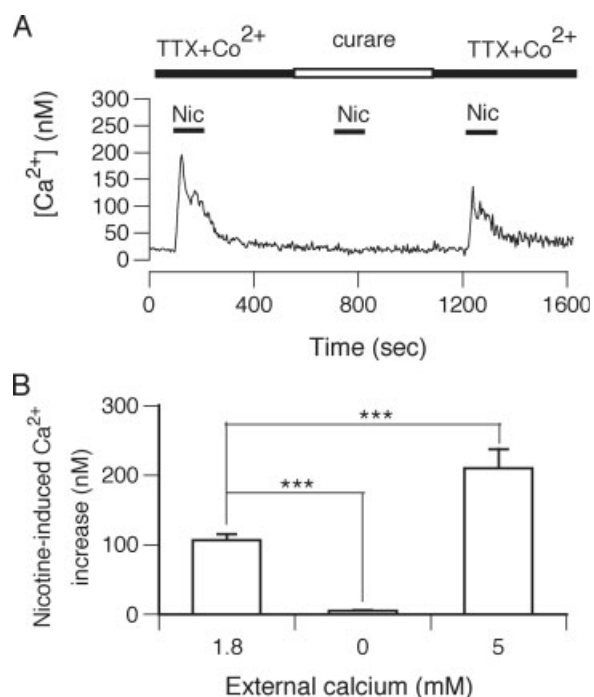 A
TTX+Co2+ curare TTX+Co2+
300
250
200
150
100
50
0
[Ca2+] (nM)
Nic Nic Nic
0 400 800 1200 1600
Time (sec)
B
300
200
100
0
Nicotine-induced Ca2+
increase (nM)
***
***
1.8 0 5
External calcium (mM)